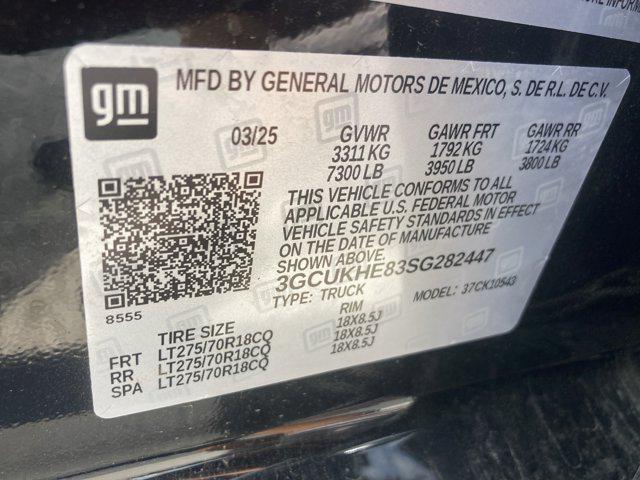 gm
MFD BY GENERAL MOTORS DE MEXICO, S. DE R.L. DE C.V.
03/25 GVWR GAWR FRT GAWR RR
3311 KG 1792 KG 1724 KG
7300 LB 3950 LB 3800 LB
THIS VEHICLE CONFORMS TO ALL
APPLICABLE U.S. FEDERAL MOTOR
VEHICLE SAFETY STANDARDS IN EFFECT
ON THE DATE OF MANUFACTURE
SHOWN ABOVE.
3GCUKHE83SG282447
TYPE: TRUCK MODEL: 37CK10543
8555
TIRE SIZE RIM
FRT LT275/70R18CQ 18X8.5J
RR LT275/70R18CQ 18X8.5J
SPA LT275/70R18CQ 18X8.5J